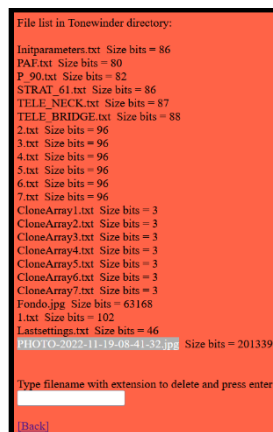 File list in Tonewinder directory:
Initparameters.txt Size bits = 86
PAF.txt Size bits = 80
P_90.txt Size bits = 82
STRAT_61.txt Size bits = 86
TELE_NECK.txt Size bits = 87
TELE_BRIDGE.txt Size bits = 88
2.txt Size bits = 96
3.txt Size bits = 96
4.txt Size bits = 96
5.txt Size bits = 96
6.txt Size bits = 96
7.txt Size bits = 96
CloneArray1.txt Size bits = 3
CloneArray2.txt Size bits = 3
CloneArray3.txt Size bits = 3
CloneArray4.txt Size bits = 3
CloneArray5.txt Size bits = 3
CloneArray6.txt Size bits = 3
CloneArray7.txt Size bits = 3
Fondo.jpg Size bits = 63168
1.txt Size bits = 102
Lastsettings.txt Size bits = 46
PHOTO-2022-11-19-08-41-32.jpg Size bits = 201339
Type filename with extension to delete and press enter
[Back]